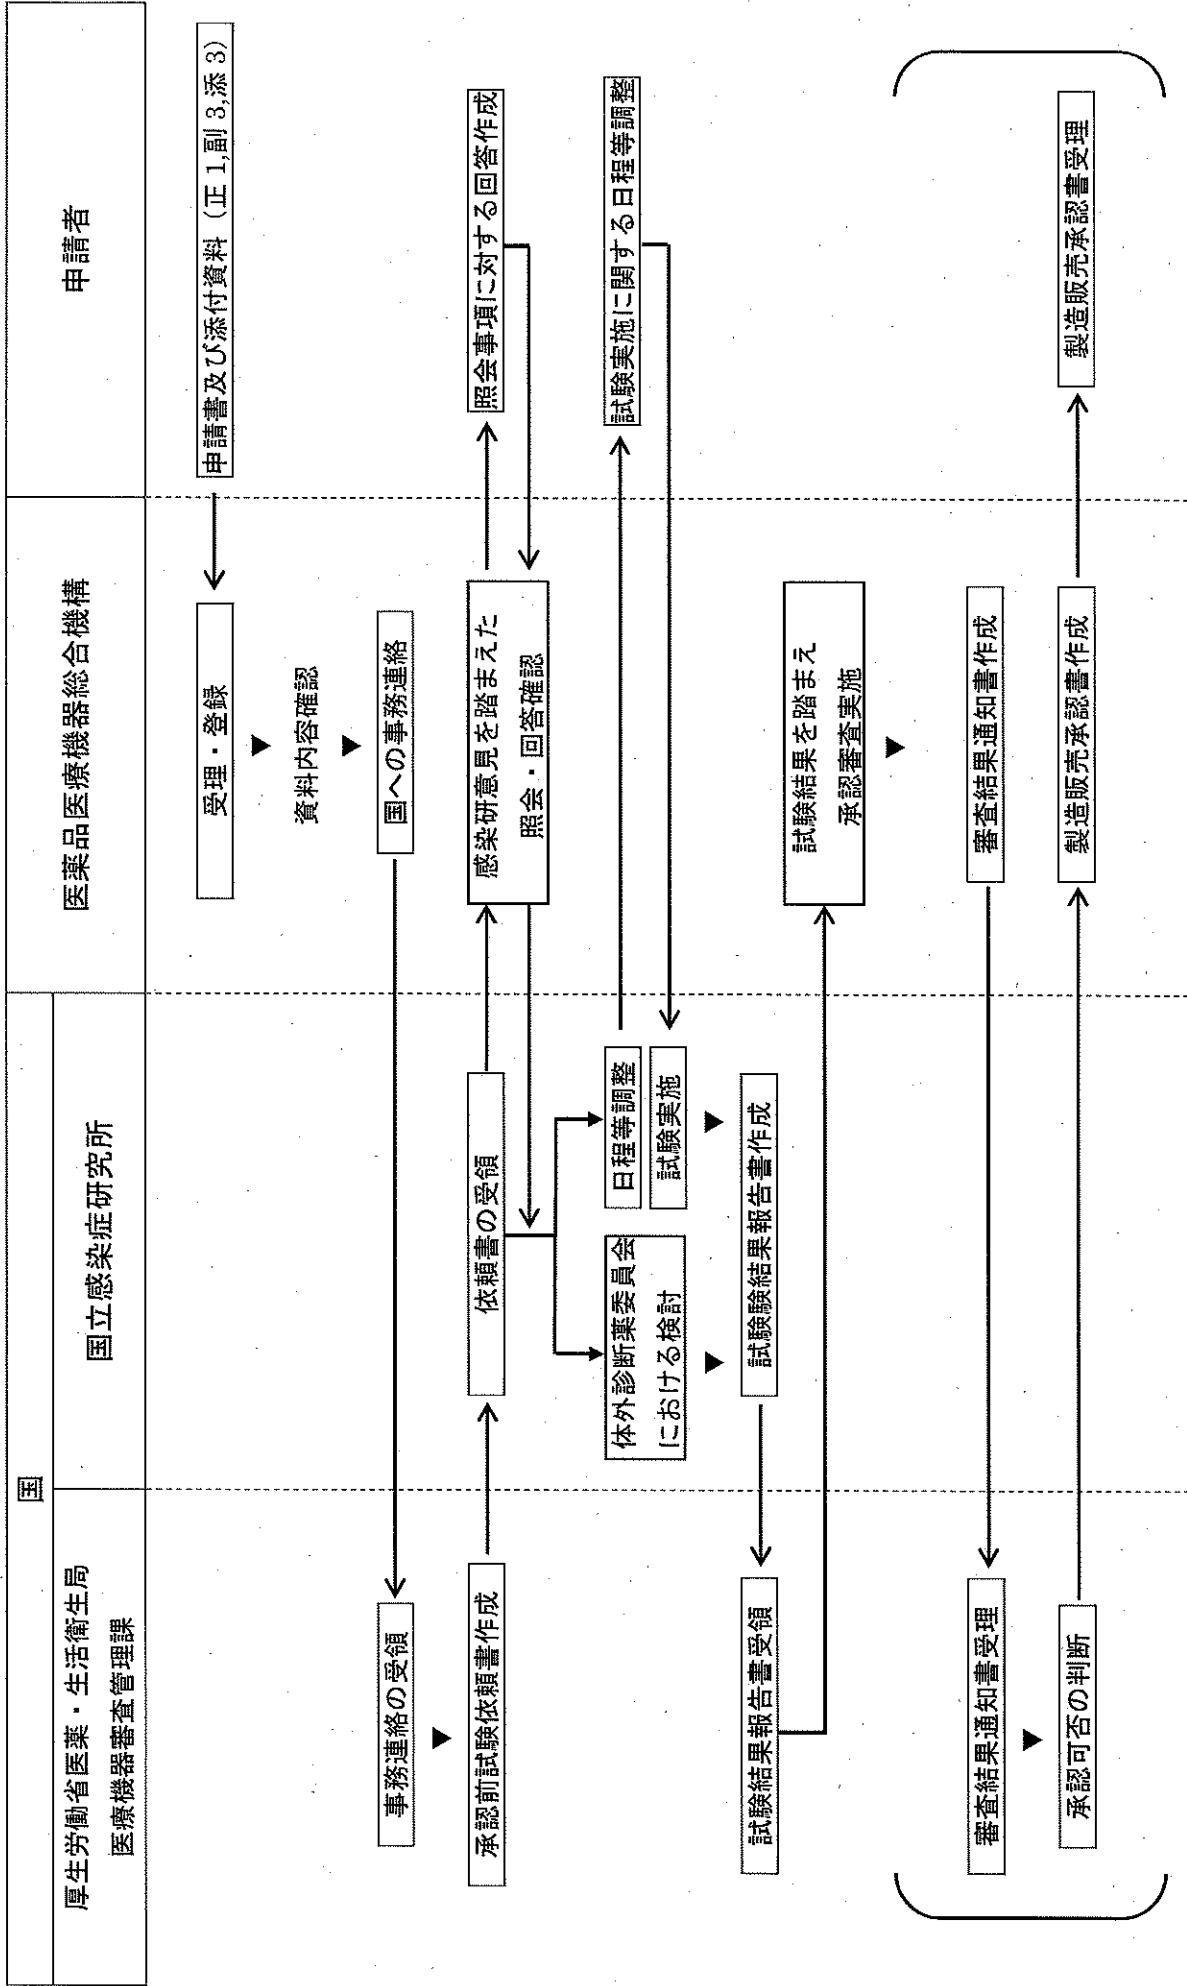 国
厚生労働省医薬・生活衛生局
医療機器審査管理課
国立感染症研究所
医薬品医療機器総合機構
申請者
申請書及び添付資料（正 1,副 3,添 3）
受理・登録
資料内容確認
国への事務連絡
事務連絡の受領
承認前試験依頼書作成
依頼書の受領
感染研意見を踏まえた
照会・回答確認
照会事項に対する回答作成
体外診断薬委員会
における検討
日程等調整
試験実施
試験実施に関する日程等調整
試験験結果報告書作成
試験結果報告書受領
試験結果を踏まえ
承認審査実施
審査結果通知書作成
審査結果通知書受理
承認可否の判断
製造販売承認書作成
製造販売承認書受理